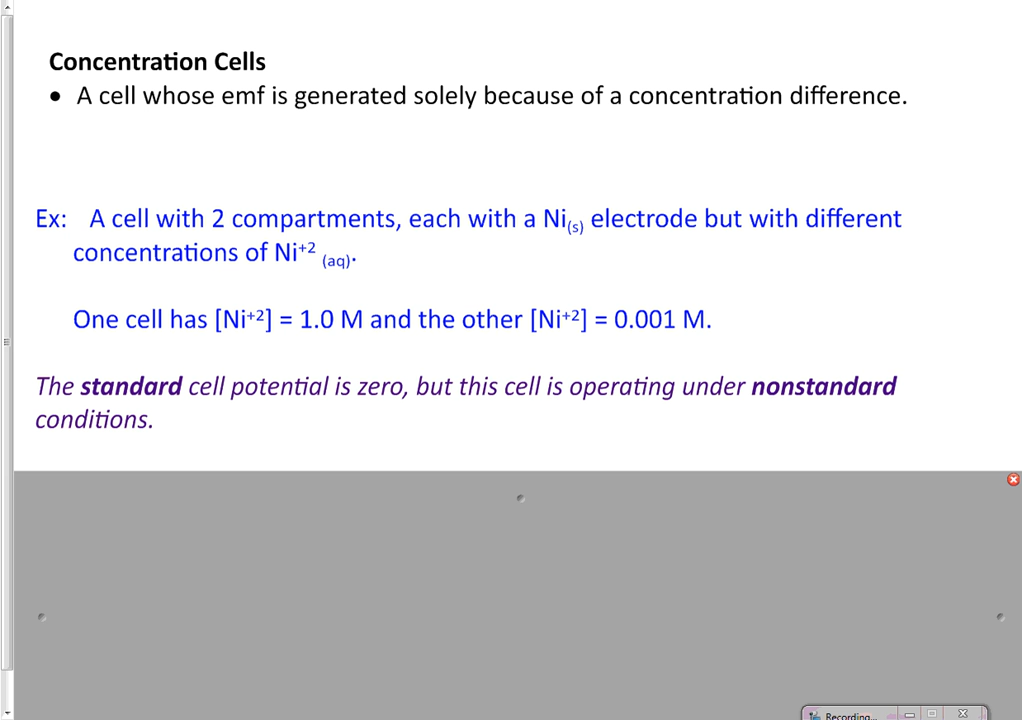 Concentration Cells
• A cell whose emf is generated solely because of a concentration difference.
Ex: A cell with 2 compartments, each with a Ni(s) electrode but with different
concentrations of Ni+2 (aq).
One cell has [Ni+2] = 1.0 M and the other [Ni+2] = 0.001 M.
The standard cell potential is zero, but this cell is operating under nonstandard
conditions.
Recording...